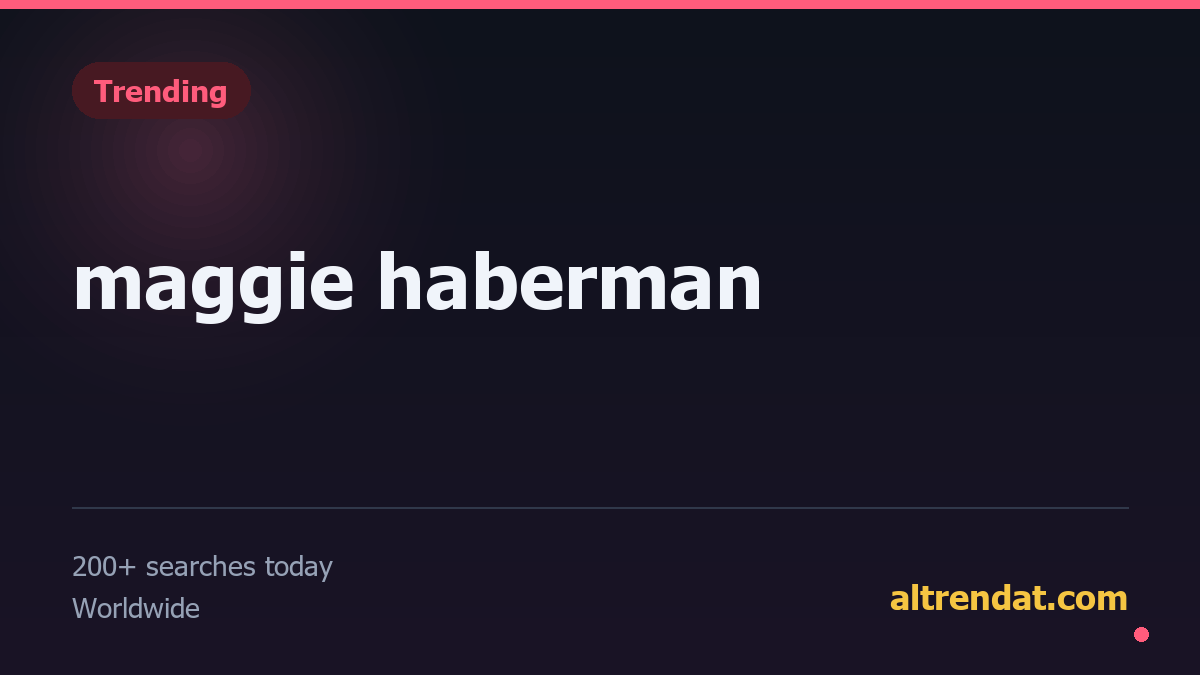 Trending
maggie haberman
200+ searches today
Worldwide
altrendat.com